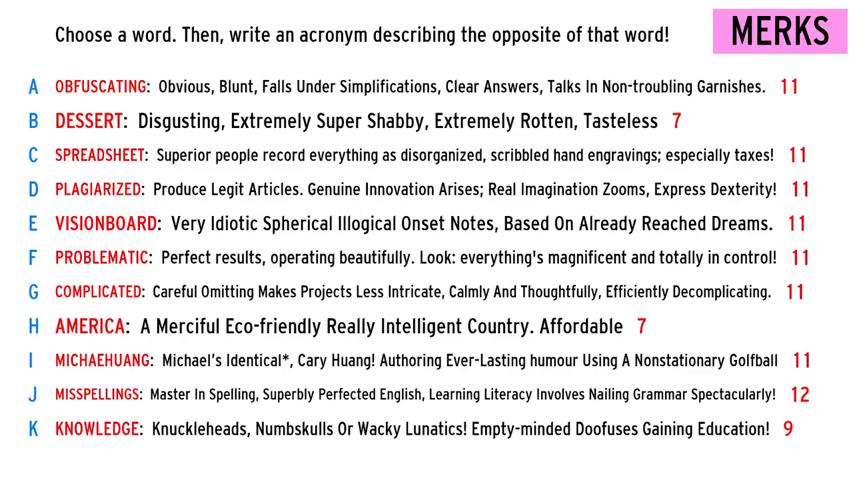 Choose a word. Then, write an acronym describing the opposite of that word!
MERKS
A OBFUSCATING: Obvious, Blunt, Falls Under Simplifications, Clear Answers, Talks In Non-troubling Garnishes. 11
B DESSERT: Disgusting, Extremely Super Shabby, Extremely Rotten, Tasteless 7
C SPREADSHEET: Superior people record everything as disorganized, scribbled hand engravings; especially taxes! 11
D PLAGIARIZED: Produce Legit Articles. Genuine Innovation Arises; Real Imagination Zooms, Express Dexterity! 11
E VISIONBOARD: Very Idiotic Spherical Illogical Onset Notes, Based On Already Reached Dreams. 11
F PROBLEMATIC: Perfect results, operating beautifully. Look: everything's magnificent and totally in control! 11
G COMPLICATED: Careful Omitting Makes Projects Less Intricate, Calmly And Thoughtfully, Efficiently Decomplicating. 11
H AMERICA: A Merciful Eco-friendly Really Intelligent Country. Affordable 7
I MICHAEHUANG: Michael's Identical*, Cary Huang! Authoring Ever-Lasting humour Using A Nonstationary Golfball 11
J MISSPELLINGS: Master In Spelling, Superbly Perfected English, Learning Literacy Involves Nailing Grammar Spectacularly! 12
K KNOWLEDGE: Knuckleheads, Numbskulls Or Wacky Lunatics! Empty-minded Doofuses Gaining Education! 9